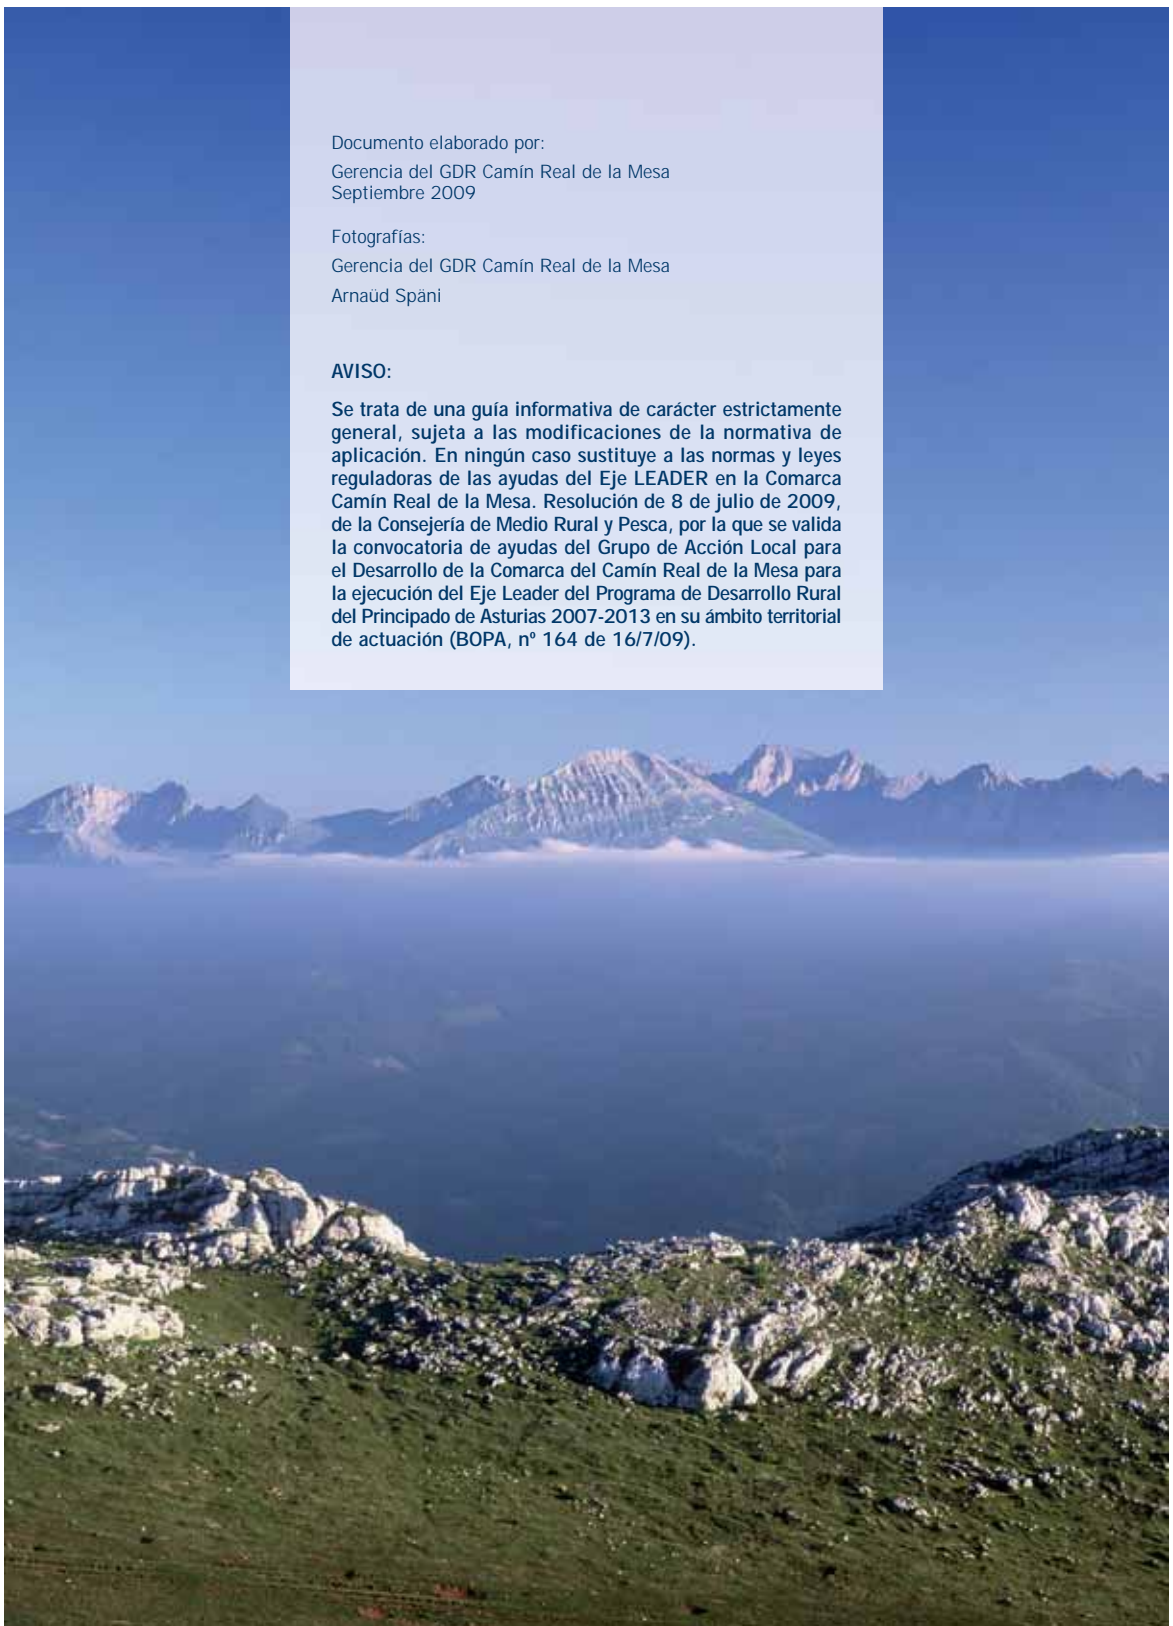 Documento elaborado por:
Gerencia del GDR Camín Real de la Mesa
Septiembre 2009
Fotografías:
Gerencia del GDR Camín Real de la Mesa
Arnaüd Späni
AVISO:
Se trata de una guía informativa de carácter estrictamente
general, sujeta a las modificaciones de la normativa de
aplicación. En ningún caso sustituye a las normas y leyes
reguladoras de las ayudas del Eje LEADER en la Comarca
Camín Real de la Mesa. Resolución de 8 de julio de 2009,
de la Consejería de Medio Rural y Pesca, por la que se valida
la convocatoria de ayudas del Grupo de Acción Local para
el Desarrollo de la Comarca del Camín Real de la Mesa para
la ejecución del Eje Leader del Programa de Desarrollo Rural
del Principado de Asturias 2007-2013 en su ámbito territorial
de actuación (BOPA, nº 164 de 16/7/09).